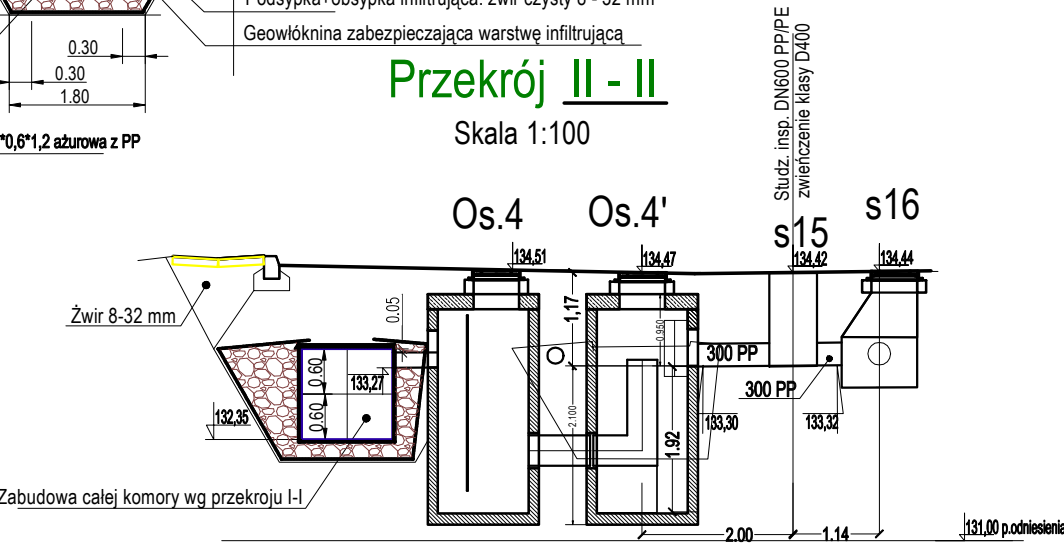 Podsypka+obsypka infiltrująca: żwir czysty 8 - 32 mm
Geowłóknina zabezpieczająca warstwę infiltrującą
0.30
0.30
1.80
*0,6*1,2 ażurowa z PP
Przekrój II - II
Skala 1:100
Studz. insp. DN600 PP/PE
zwieńczenie klasy D400
Os.4
Os.4'
s15
s16
134,51
134,47
134,42
134,44
Żwir 8-32 mm
0.05
1,17
0.950
300 PP
300 PP
0.60
0.60
133,27
132,35
133,30
133,32
2.100
1.92
Zabudowa całej komory wg przekroju I-I
2.00
1.14
131,00 p.odniesienia